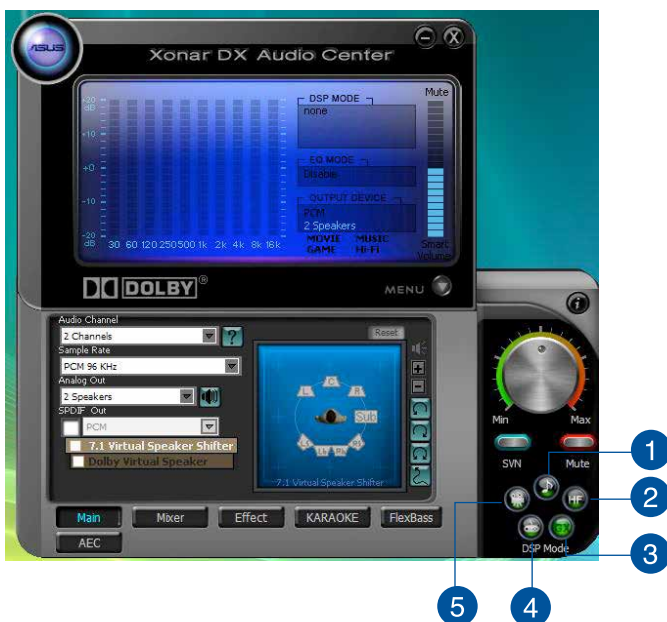 ASUS
Xonar DX Audio Center
+20
dB
+10
+0
-10
-20
dB
30 60 120 250 500 1k 2k 4k 8k 16k
DSP MODE
none
EQ MODE
Disable
OUTPUT DEVICE
PCM
2 Speakers
MOVIE MUSIC
GAME Hi-Fi
Mute
Smart
Volume
DOLBY®
MENU
Audio Channel
2 Channels
?
Sample Rate
PCM 96 KHz
Analog Out
2 Speakers
SPDIF Out
PCM
7.1 Virtual Speaker Shifter
Dolby Virtual Speaker
Reset
L C R
Sub
7.1 Virtual Speaker Shifter
Main Mixer Effect KARAOKE FlexBass
AEC
Min Max
SVN Mute
HF
DSP Mode
1
2
3
4
5